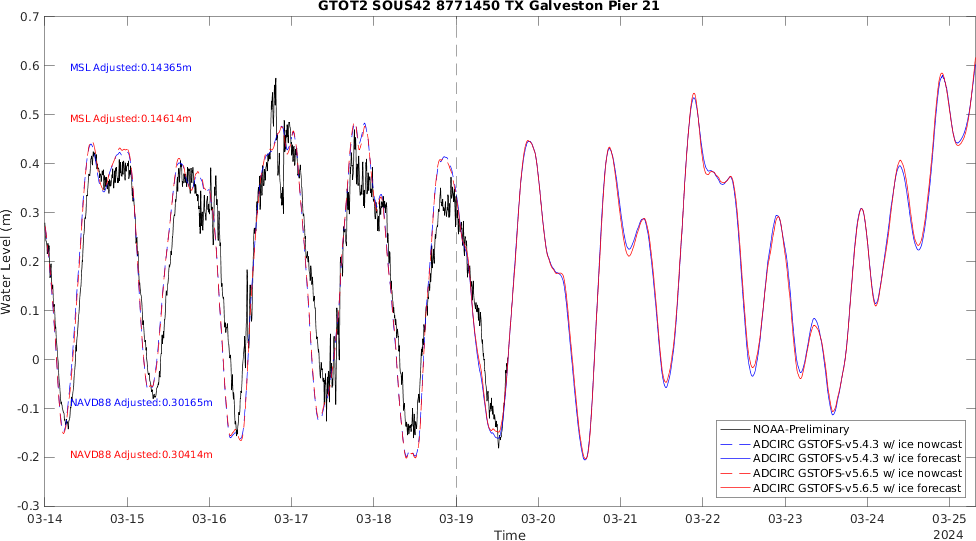 GTOT2 SOUS42 8771450 TX Galveston Pier 21
0.7
0.6
0.5
0.4
0.3
0.2
0.1
0
-0.1
-0.2
-0.3
Water Level (m)
MSL Adjusted:0.14365m
MSL Adjusted:0.14614m
NAVD88 Adjusted:0.30165m
NAVD88 Adjusted:0.30414m
NOAA-Preliminary
ADCIRC GSTOFS-v5.4.3 w/ ice nowcast
ADCIRC GSTOFS-v5.4.3 w/ ice forecast
ADCIRC GSTOFS-v5.6.5 w/ ice nowcast
ADCIRC GSTOFS-v5.6.5 w/ ice forecast
03-14 03-15 03-16 03-17 03-18 03-19 03-20 03-21 03-22 03-23 03-24 03-25
2024
Time